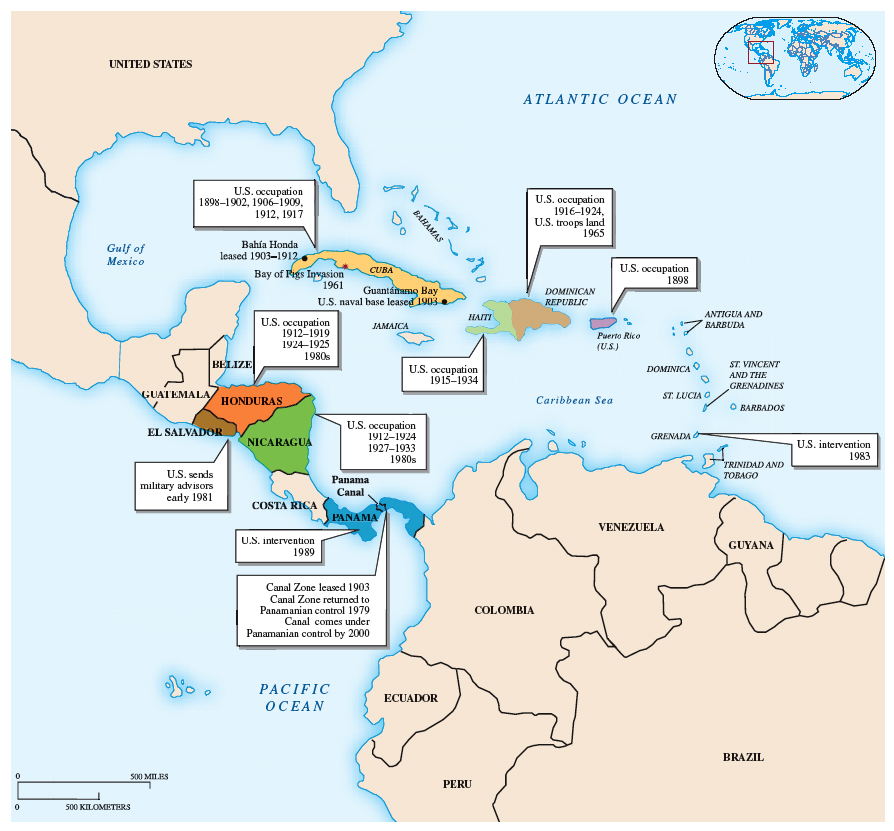 UNITED STATES
ATLANTIC OCEAN
U.S. occupation
1898–1902, 1906–1909,
1912, 1917
U.S. occupation
1916–1924,
U.S. troops land
1965
BAHAMAS
Gulf of
Mexico
Bahía Honda
leased 1903–1912
Bay of Pigs Invasion
1961
CUBA
Guantánamo Bay
U.S. naval base leased 1903
U.S. occupation
1898
DOMINICAN
REPUBLIC
HAITI
JAMAICA
Puerto Rico
(U.S.)
ANTIGUA AND
BARBUDA
U.S. occupation
1912–1919
1924–1925
1980s
BELIZE
U.S. occupation
1915–1934
DOMINICA
ST. VINCENT
AND THE
GRENADINES
ST. LUCIA
BARBADOS
Caribbean Sea
GUATEMALA
HONDURAS
EL SALVADOR
NICARAGUA
U.S. occupation
1912–1924
1927–1933
1980s
GRENADA
U.S. intervention
1983
TRINIDAD AND
TOBAGO
U.S. sends
military advisors
early 1981
Panama
Canal
COSTA RICA
PANAMA
U.S. intervention
1989
VENEZUELA
GUYANA
Canal Zone leased 1903
Canal Zone returned to
Panamanian control 1979
Canal comes under
Panamanian control by 2000
COLOMBIA
PACIFIC
OCEAN
ECUADOR
BRAZIL
PERU
0
500 MILES
0
500 KILOMETERS